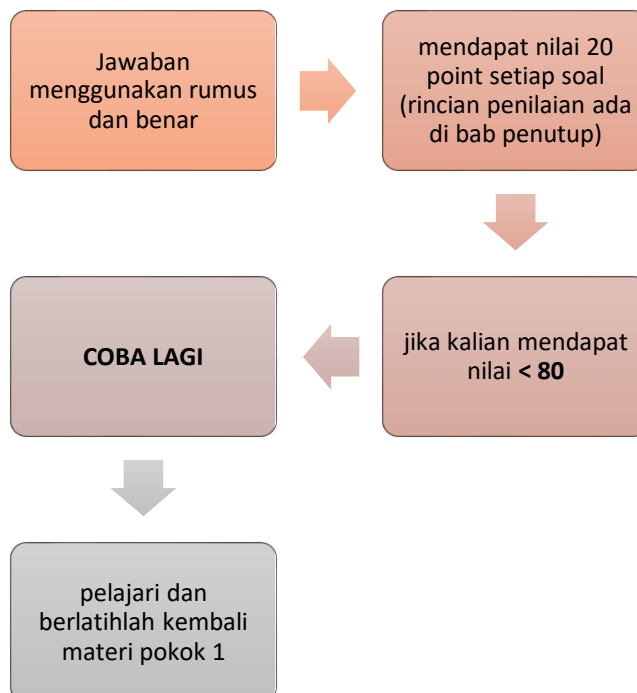 Jawaban
menggunakan rumus
dan benar
mendapat nilai 20
point setiap soal
(rincian penilaian ada
di bab penutup)
jika kalian mendapat
nilai < 80
COBA LAGI
pelajari dan
berlatihlah kembali
materi pokok 1